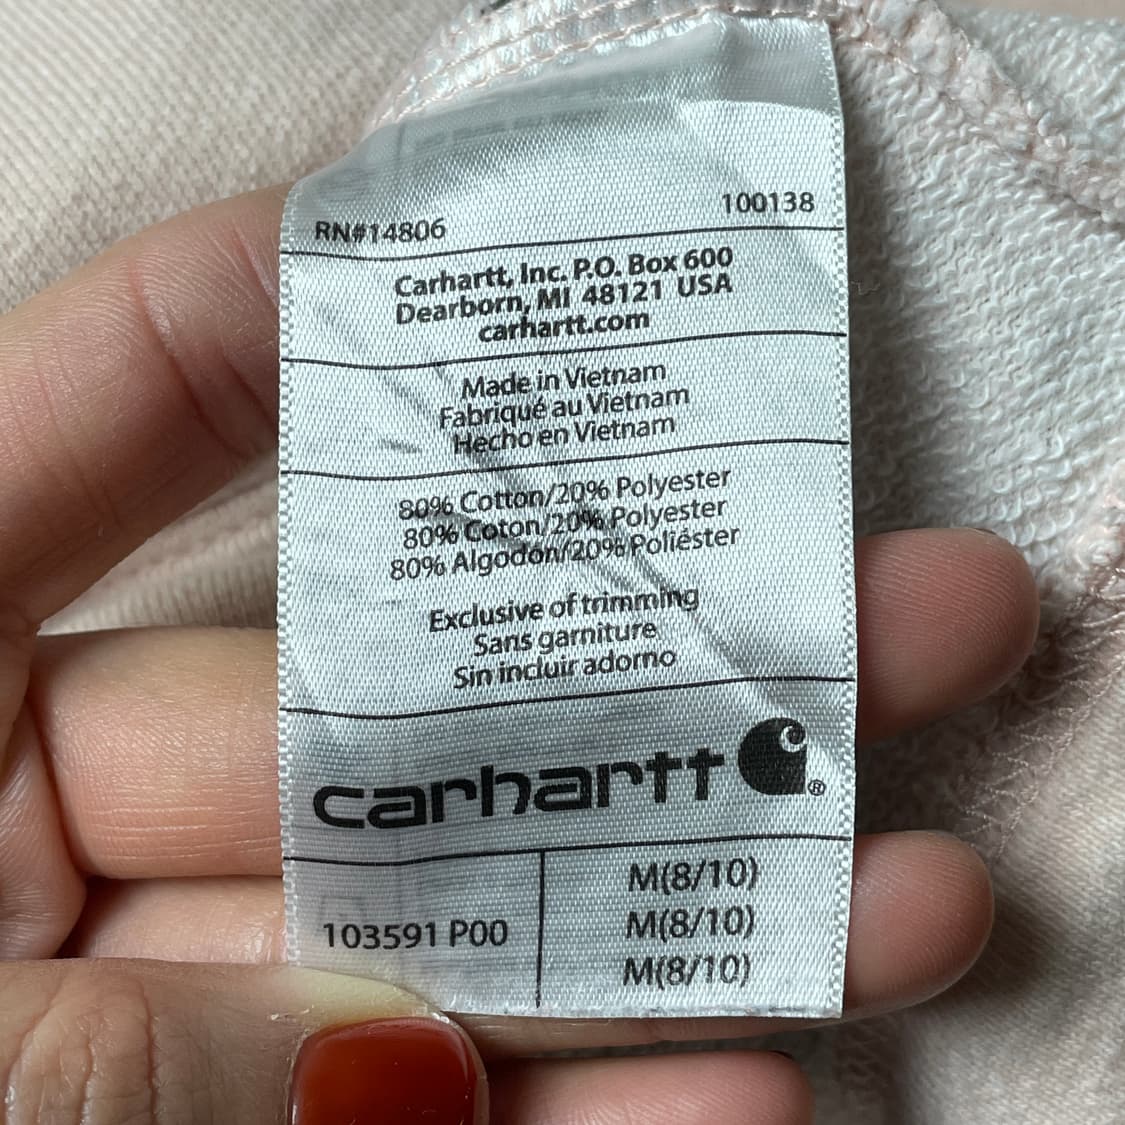 RN#14806 100138
Carhartt, Inc. P.O. Box 600
Dearborn, MI 48121 USA
carhartt.com
Made in Vietnam
Fabriqué au Vietnam
Hecho en Vietnam
80% Cotton/20% Polyester
80% Coton/20% Polyester
80% Algodon/20% Poliéster
Exclusive of trimming
Sans garniture
Sin incluir adorno
carhartt ®
103591 P00
M(8/10)
M(8/10)
M(8/10)